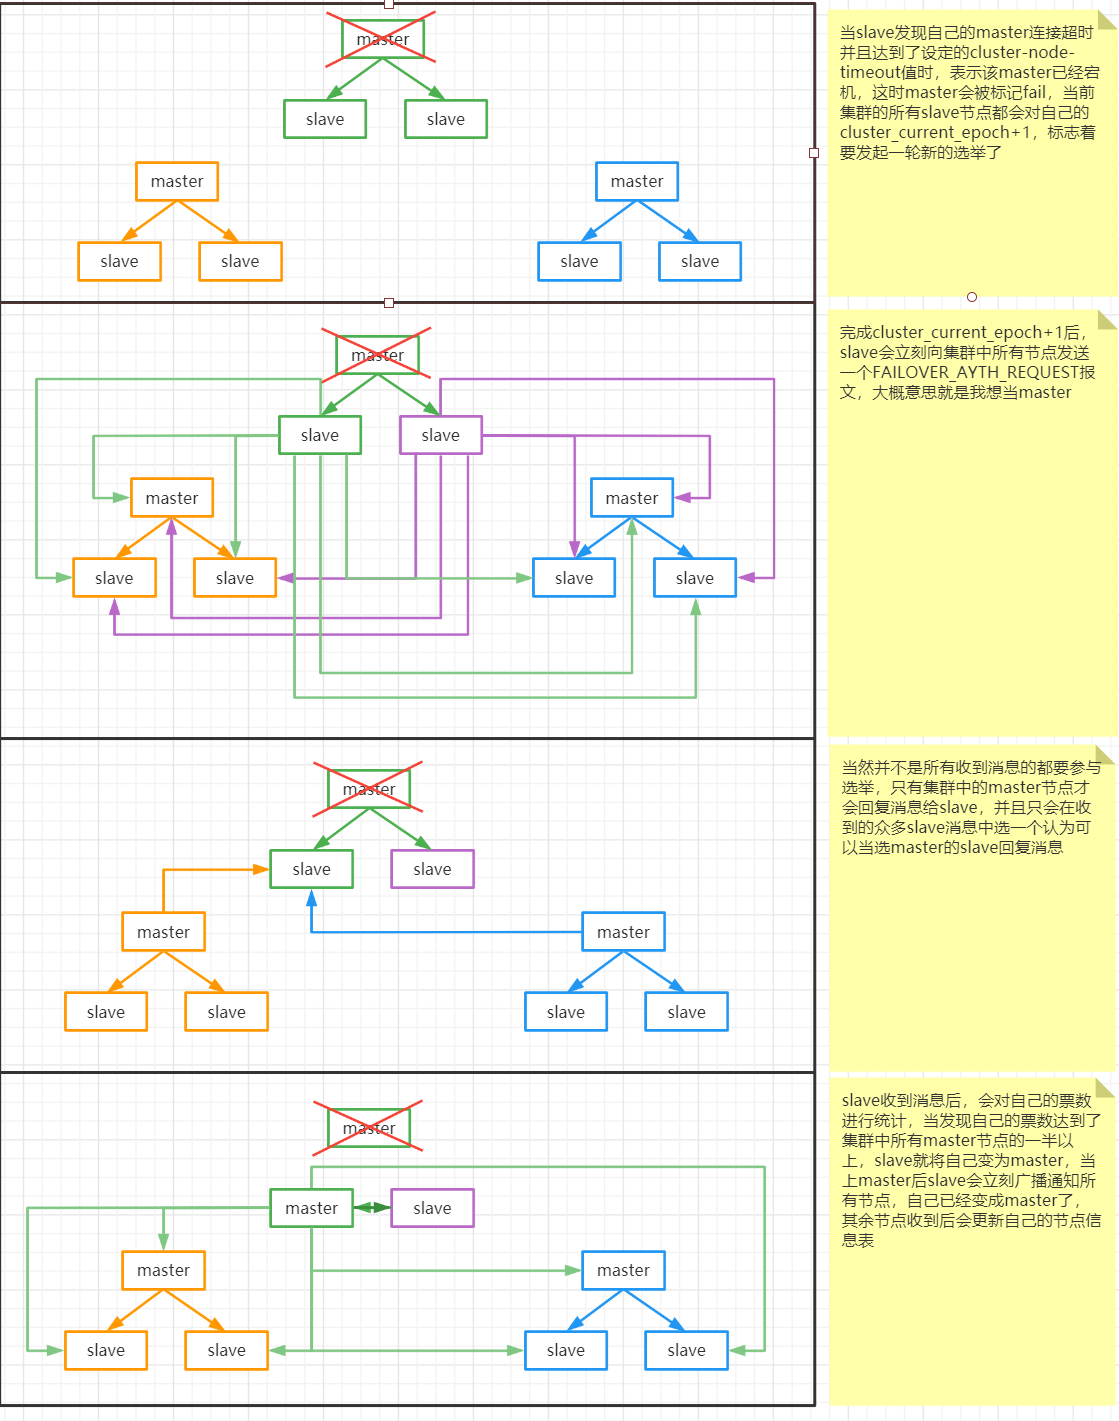 master
slave
slave
master
master
slave
slave
slave
slave
当slave发现自己的master连接超时
并且达到了设定的cluster-node-
timeout值时，表示该master已经宕
机，这时master会被标记fail，当前
集群的所有slave节点都会对自己的
cluster_current_epoch+1，标志着
要发起一轮新的选举了
master
slave
slave
master
master
slave
slave
slave
slave
完成cluster_current_epoch+1后，
slave会立刻向集群中所有节点发送
一个FAILOVER_AYTH_REQUEST报
文，大概意思就是我想当master
master
slave
slave
master
master
slave
slave
slave
slave
当然并不是所有收到消息的都要参与
选举，只有集群中的master节点才
会回复消息给slave，并且只会在收
到的众多slave消息中选一个认为可
以当选master的slave回复消息
master
master
slave
master
master
slave
slave
slave
slave
slave收到消息后，会对自己的票数
进行统计，当发现自己的票数达到了
集群中所有master节点的一半以
上，slave就将自己变为master，当
上master后slave会立刻广播通知所
有节点，自己已经变成master了，
其余节点收到后会更新自己的节点信
息表